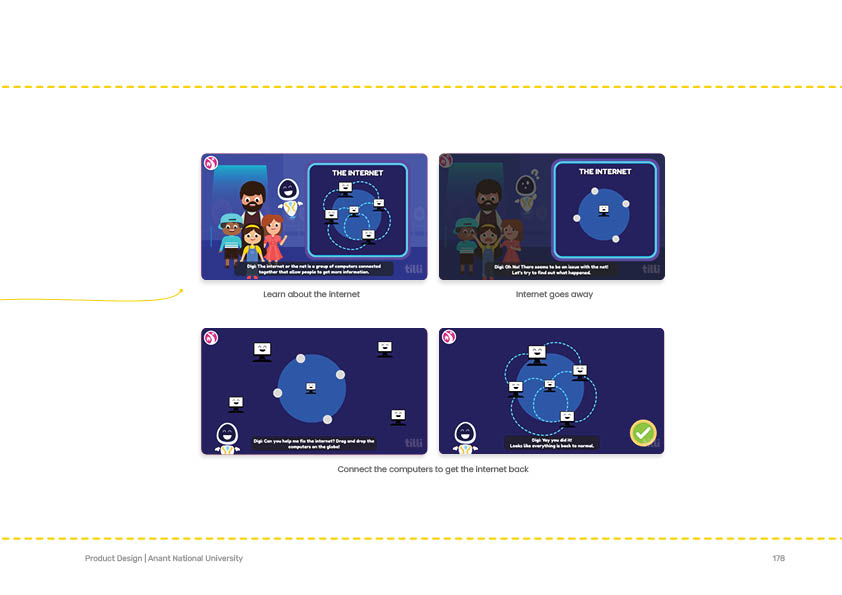 THE INTERNET
Digi: The internet or the net is a group of computers connected
together that allow people to get more information.
tilli
Learn about the internet
?
THE INTERNET
Digi: Oh No! There seems to be an issue with the net!
Let's try to find out what happened.
tilli
Internet goes away
Digi: Can you help me fix the internet? Drag and drop the
computers on the globe!
tilli
Digi: Yay you did it!
Looks like everything is back to normal.
Connect the computers to get the internet back
Product Design | Anant National University
178